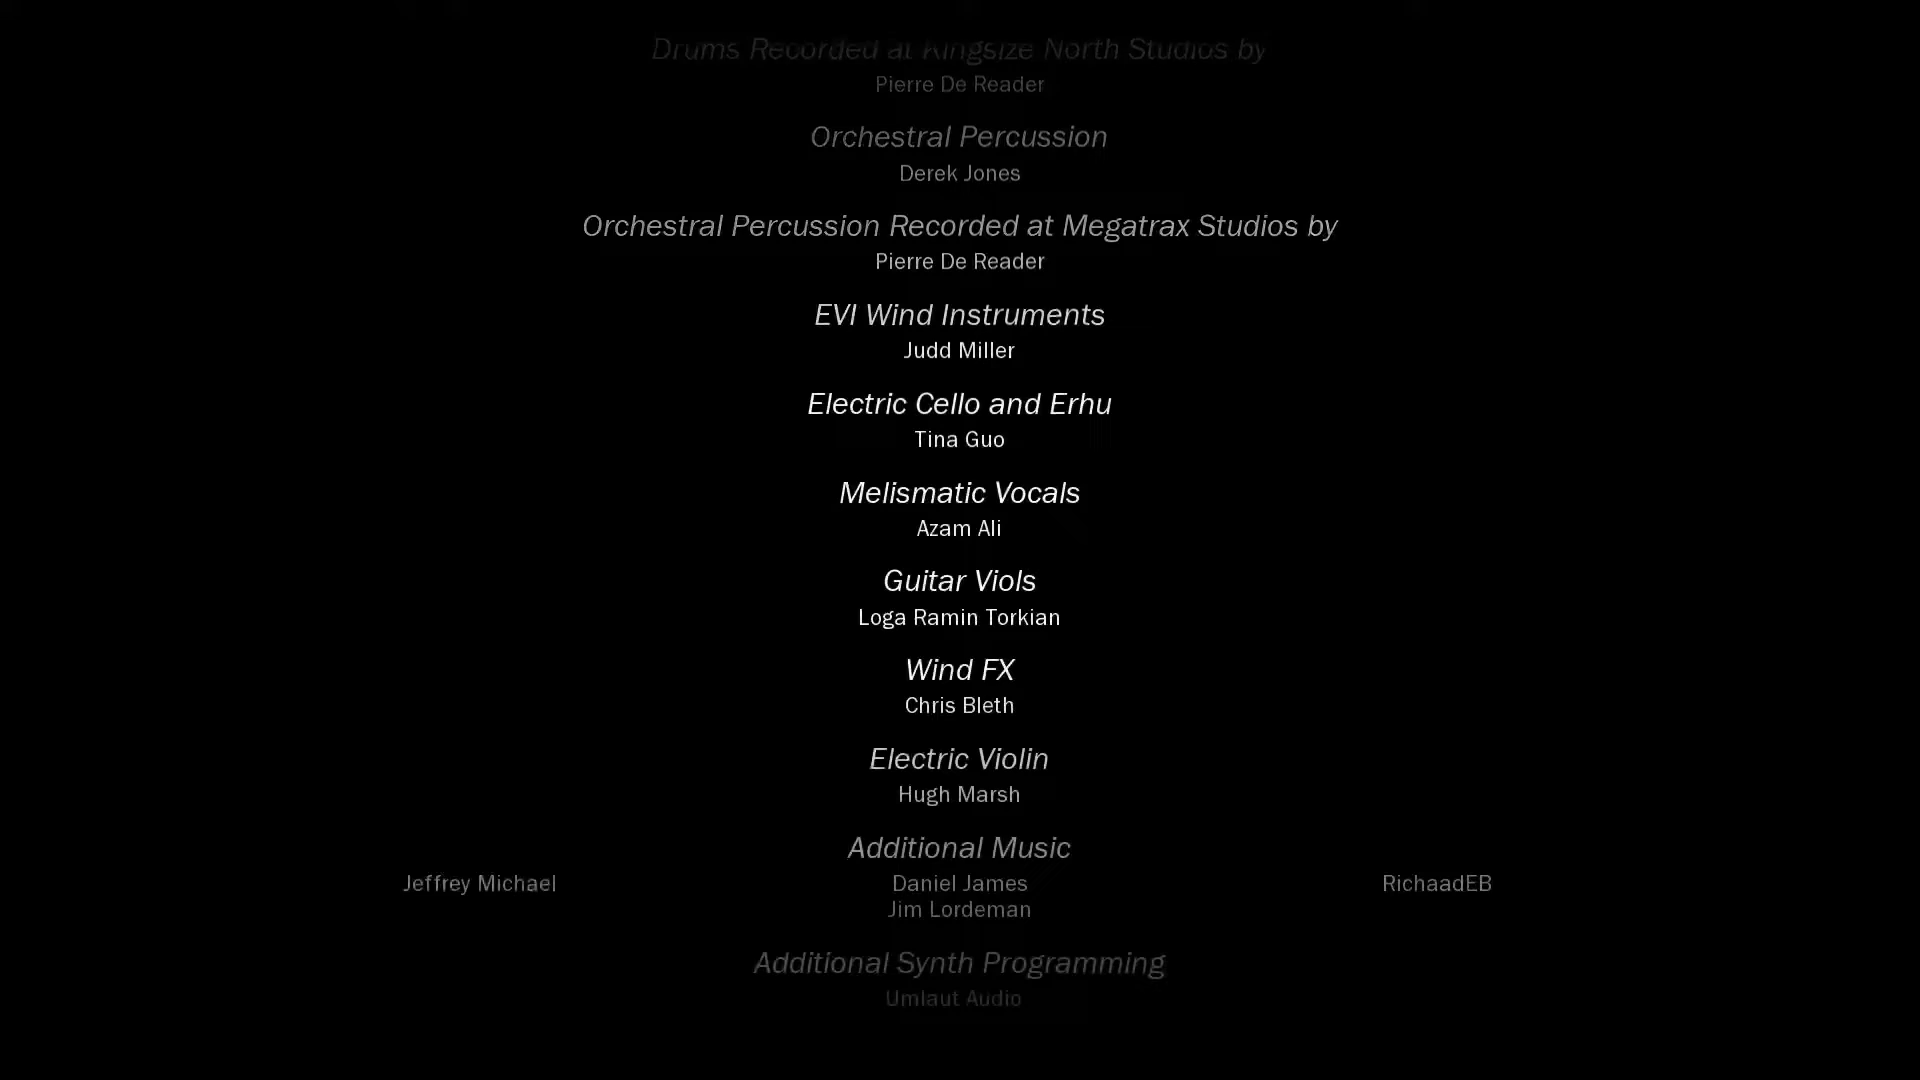 Drums Recorded at Kingsize North Studios by
Pierre De Reader
Orchestral Percussion
Derek Jones
Orchestral Percussion Recorded at Megatrax Studios by
Pierre De Reader
EVI Wind Instruments
Judd Miller
Electric Cello and Erhu
Tina Guo
Melismatic Vocals
Azam Ali
Guitar Viols
Loga Ramin Torkian
Wind FX
Chris Bleth
Electric Violin
Hugh Marsh
Additional Music
Jeffrey Michael Daniel James RichaadEB
Jim Lordeman
Additional Synth Programming
Umlaut Audio